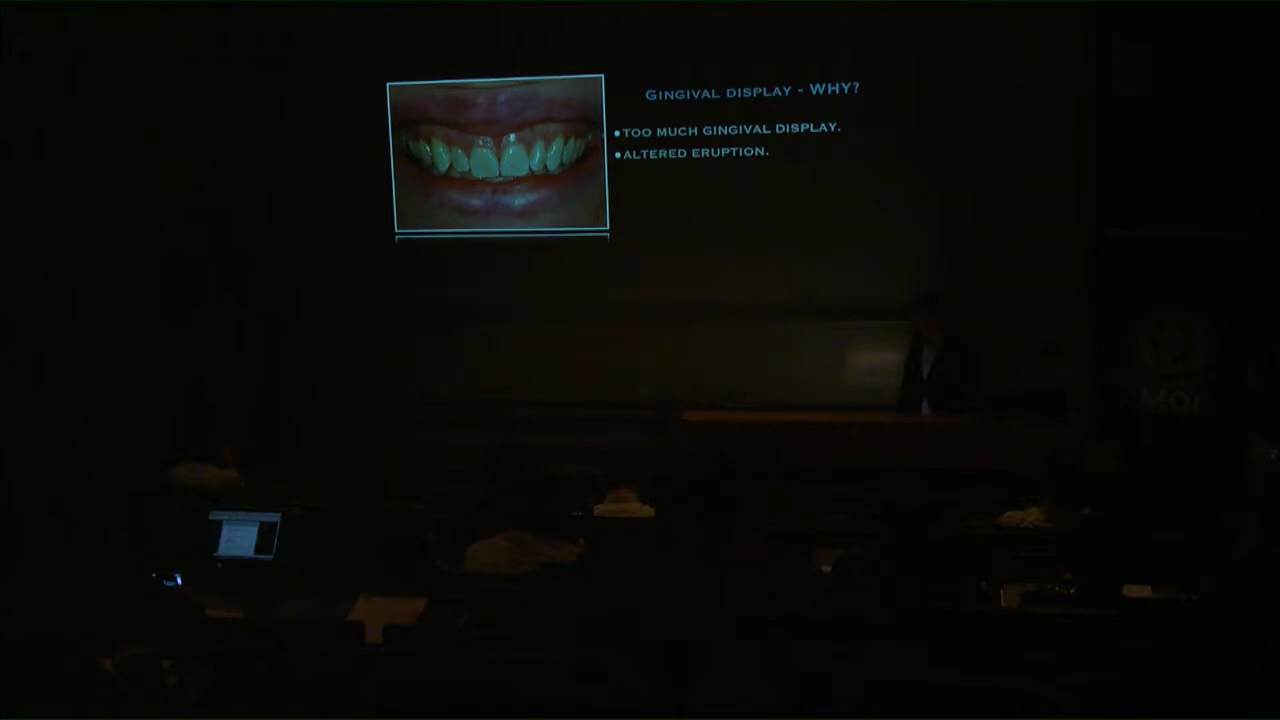 GINGIVAL DISPLAY - WHY?
•TOO MUCH GINGIVAL DISPLAY.
•ALTERED ERUPTION.